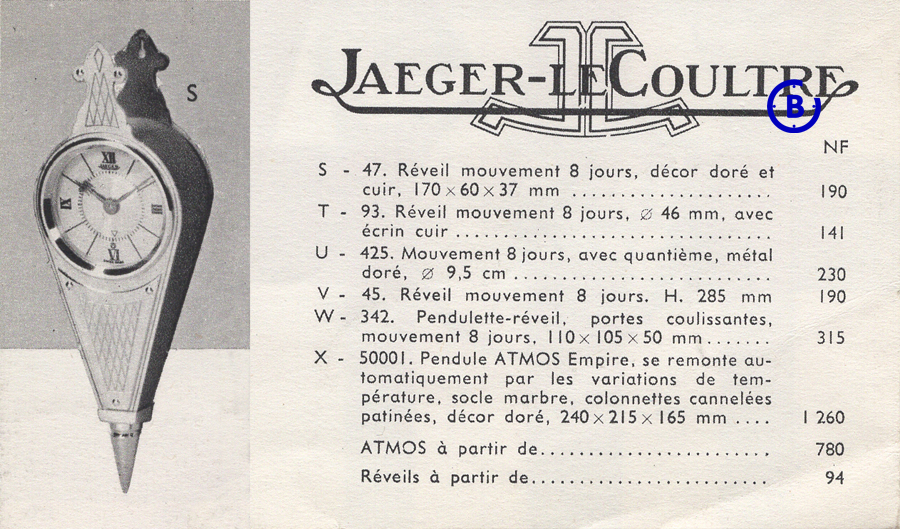 S
XII
JAEGER
IX
III
VI
JAEGER-LECOULTRE
B
NF
S - 47. Réveil mouvement 8 jours, décor doré et
cuir, 170 × 60 × 37 mm ........................ 190
T - 93. Réveil mouvement 8 jours, ⌀ 46 mm, avec
écrin cuir ..................................... 141
U - 425. Mouvement 8 jours, avec quantième, métal
doré, ⌀ 9,5 cm .............................. 230
V - 45. Réveil mouvement 8 jours. H. 285 mm 190
W - 342. Pendulette-réveil, portes coulissantes,
mouvement 8 jours, 110 × 105 × 50 mm ....... 315
X - 50001. Pendule ATMOS Empire, se remonte au-
tomatiquement par les variations de tem-
pérature, socle marbre, colonnettes cannelées
patinées, décor doré, 240 × 215 × 165 mm .... 1 260
ATMOS à partir de........................... 780
Réveils à partir de............................ 94